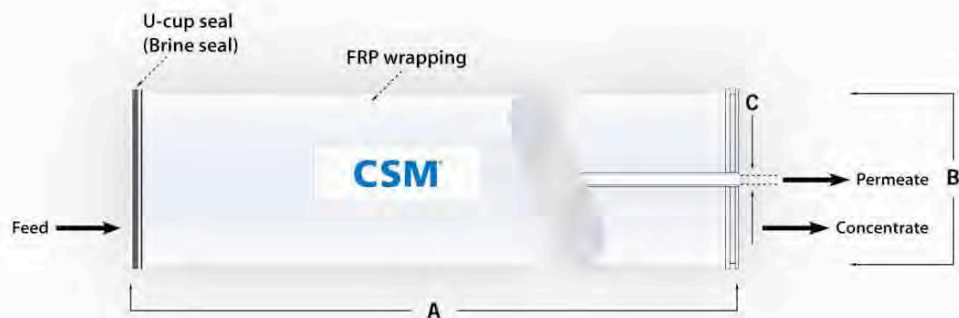 U-cup seal
(Brine seal)
FRP wrapping
C
CSM
Permeate
B
Feed
Concentrate
A